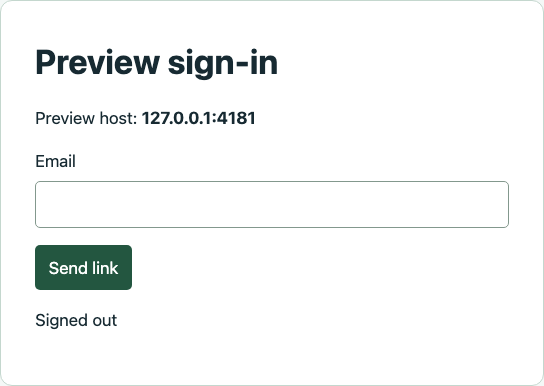 Preview sign-in
Preview host: 127.0.0.1:4181
Email
Send link
Signed out